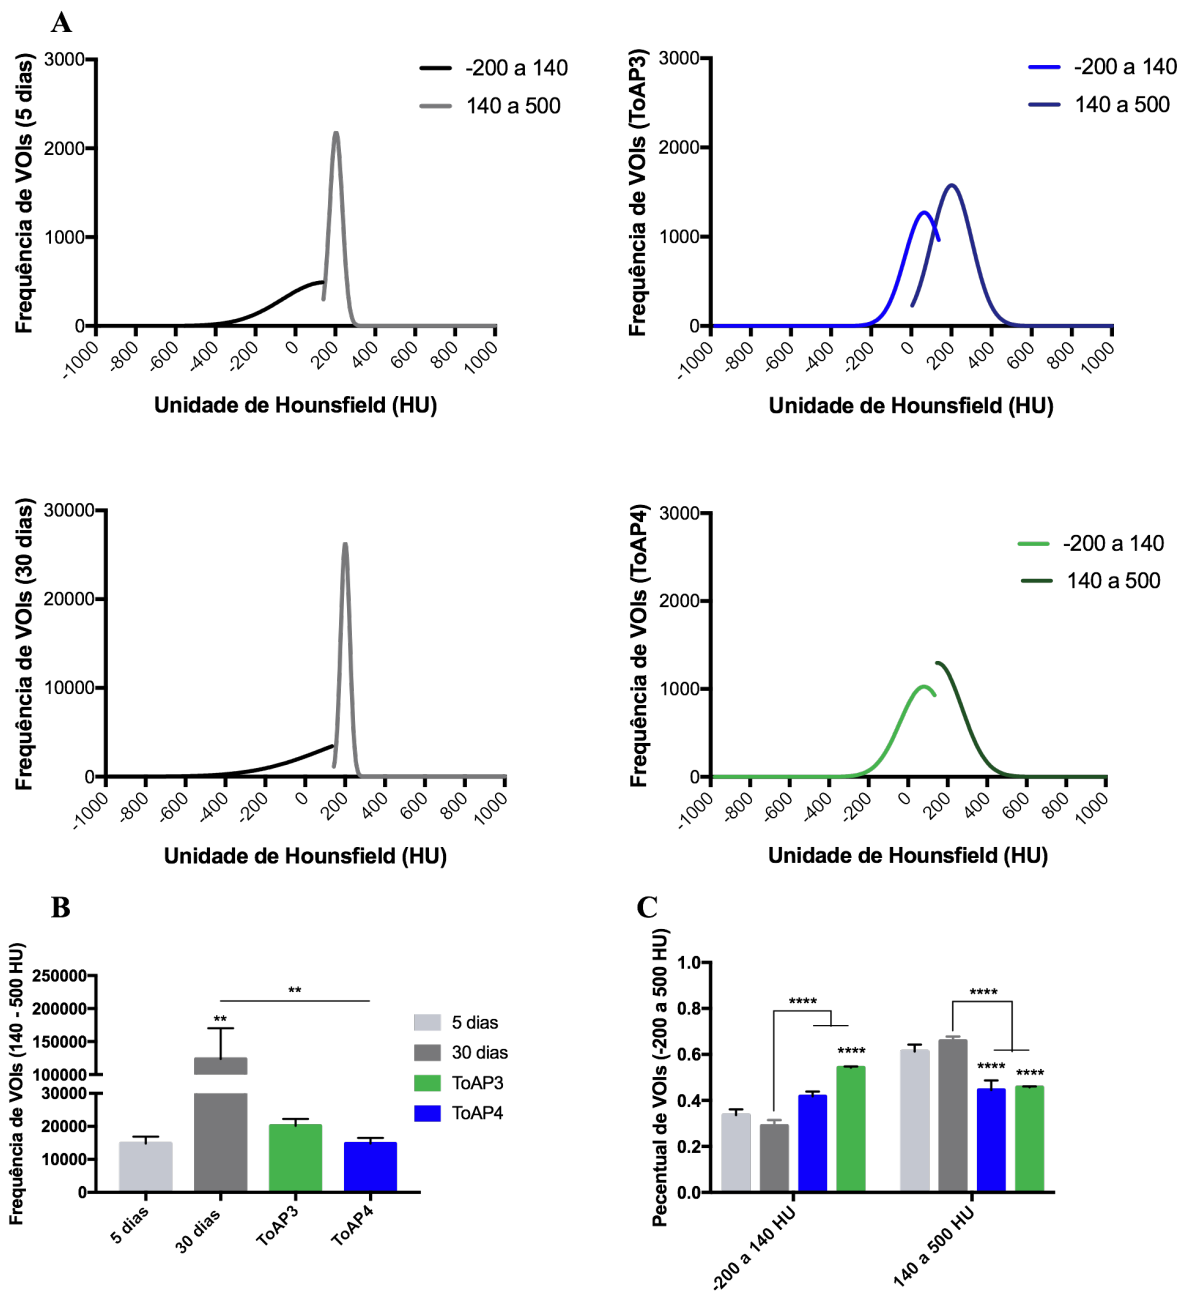 A
Frequência de VOIs (5 dias)
3000
2000
1000
0
-200 a 140
140 a 500
-1000 -800 -600 -400 -200 0 200 400 600 800 1000
Unidade de Hounsfield (HU)
Frequência de VOIs (ToAP3)
3000
2000
1000
0
-200 a 140
140 a 500
-1000 -800 -600 -400 -200 0 200 400 600 800 1000
Unidade de Hounsfield (HU)
Frequência de VOIs (30 dias)
30000
20000
10000
0
-1000 -800 -600 -400 -200 0 200 400 600 800 1000
Unidade de Hounsfield (HU)
Frequência de VOIs (ToAP4)
3000
2000
1000
0
-200 a 140
140 a 500
-1000 -800 -600 -400 -200 0 200 400 600 800 1000
Unidade de Hounsfield (HU)
B
Frequência de VOIs (140 - 500 HU)
250000
200000
150000
100000
30000
20000
10000
0
**
**
5 dias
30 dias
ToAP3
ToAP4
5 dias 30 dias ToAP3 ToAP4
C
Pecentual de VOIs (-200 a 500 HU)
1.0
0.8
0.6
0.4
0.2
0.0
****
****
****
****
****
-200 a 140 HU 140 a 500 HU